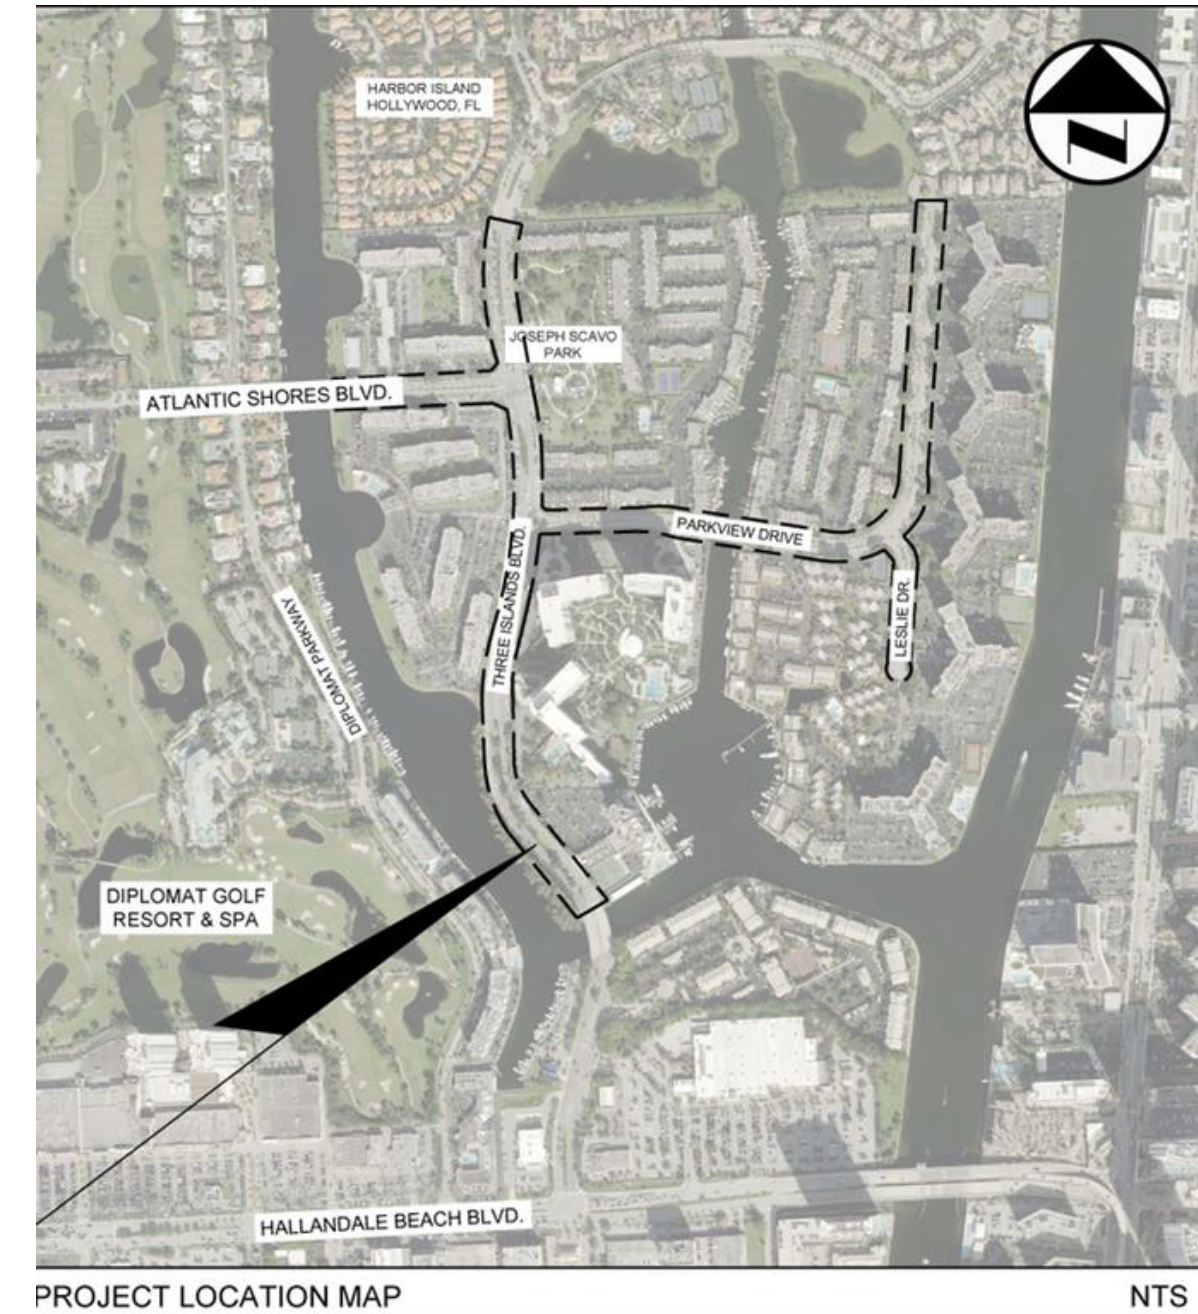 HARBOR ISLAND
HOLLYWOOD, FL
N
JOSEPH SCAVO
PARK
ATLANTIC SHORES BLVD.
PARKVIEW DRIVE
THREE ISLANDS BLVD.
LESLIE DR.
DIPLOMAT PARKWAY
DIPLOMAT GOLF
RESORT & SPA
HALLANDALE BEACH BLVD.
PROJECT LOCATION MAP
NTS